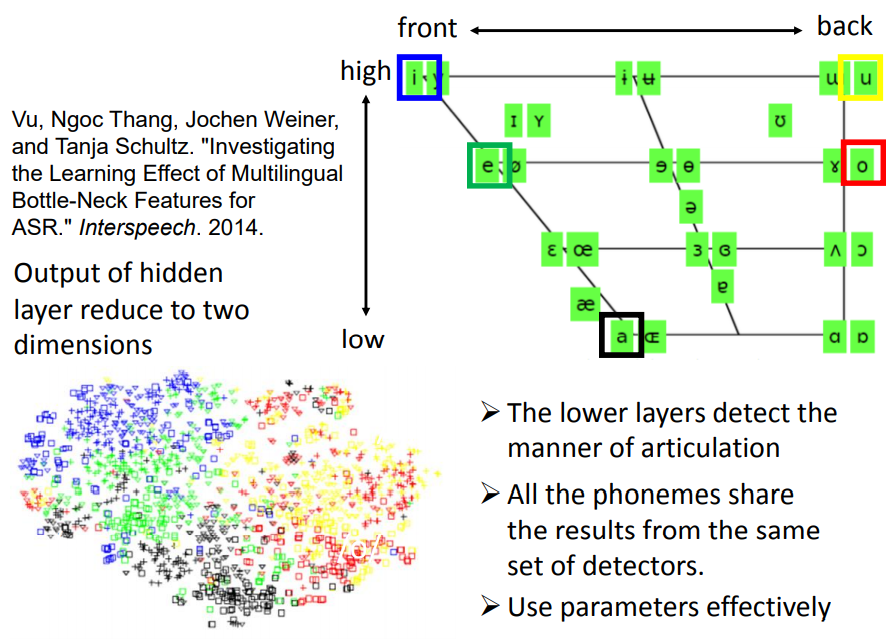 front
back
high
i y
ɨ ʉ
ɯ u
Vu, Ngoc Thang, Jochen Weiner,
and Tanja Schultz. "Investigating
the Learning Effect of Multilingual
Bottle-Neck Features for
ASR." Interspeech. 2014.
ɪ ʏ
ʊ
e ø
ɘ ɵ
ɤ o
ə
ɛ œ
ɜ ɞ
ʌ ɔ
æ
ɐ
a ɶ
ɑ ɒ
low
Output of hidden
layer reduce to two
dimensions
➢ The lower layers detect the
manner of articulation
➢ All the phonemes share
the results from the same
set of detectors.
➢ Use parameters effectively